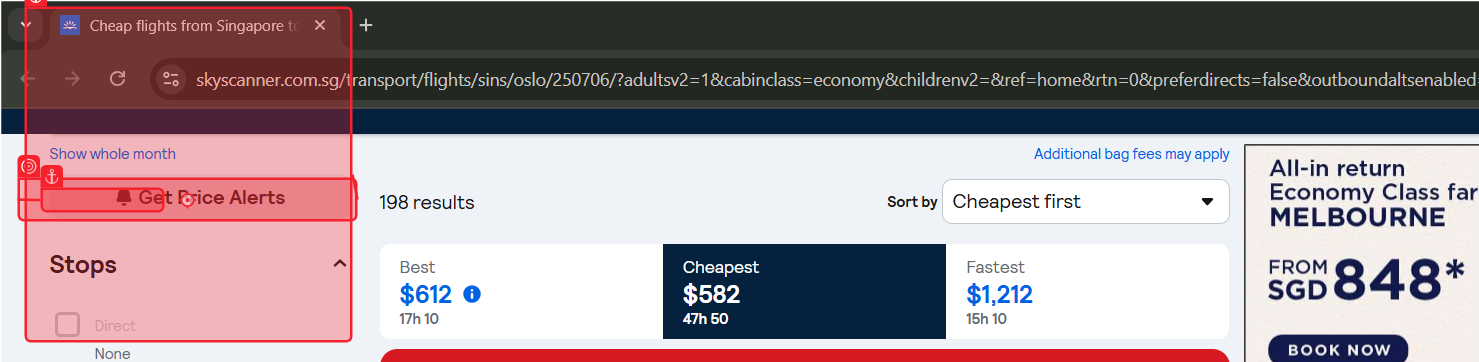 Cheap flights from Singapore to
skyscanner.com.sg/transport/flights/sins/oslo/250706/?adultsv2=1&cabinclass=economy&childrenv2=&ref=home&rtn=0&preferdirects=false&outboundaltsenabled=
Show whole month
Additional bag fees may apply
Get Price Alerts
198 results
Sort by
Cheapest first
Stops
Direct
None
Best
$612
17h 10
Cheapest
$582
47h 50
Fastest
$1,212
15h 10
All-in return
Economy Class far
MELBOURNE
FROM
SGD 848*
BOOK NOW